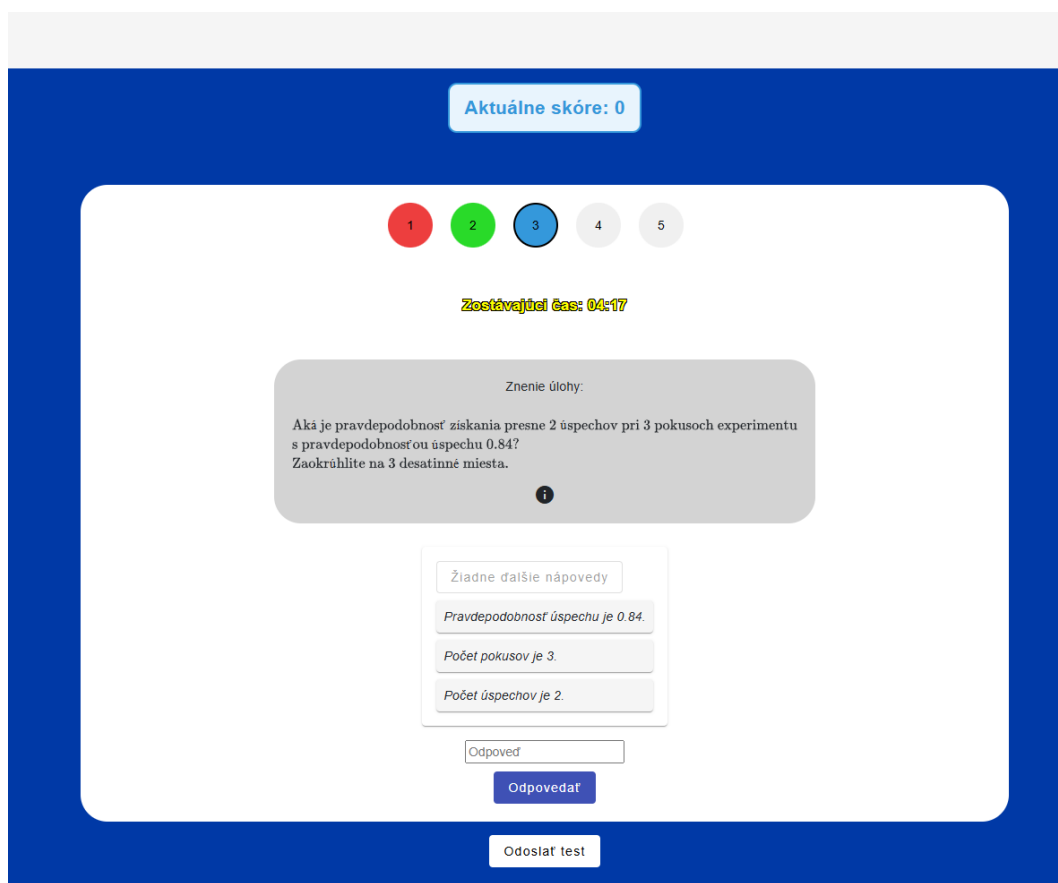 Aktuálne skóre: 0
1 2 3 4 5
Zostávajúci čas: 04:17
Znenie úlohy:
Aká je pravdepodobnosť získania presne 2 úspechov pri 3 pokusoch experimentu
s pravdepodobnosťou úspechu 0.84?
Zaokrúhlite na 3 desatinné miesta.
Žiadne ďalšie nápovedy
Pravdepodobnosť úspechu je 0.84.
Počet pokusov je 3.
Počet úspechov je 2.
Odpoveď
Odpovedať
Odoslať test